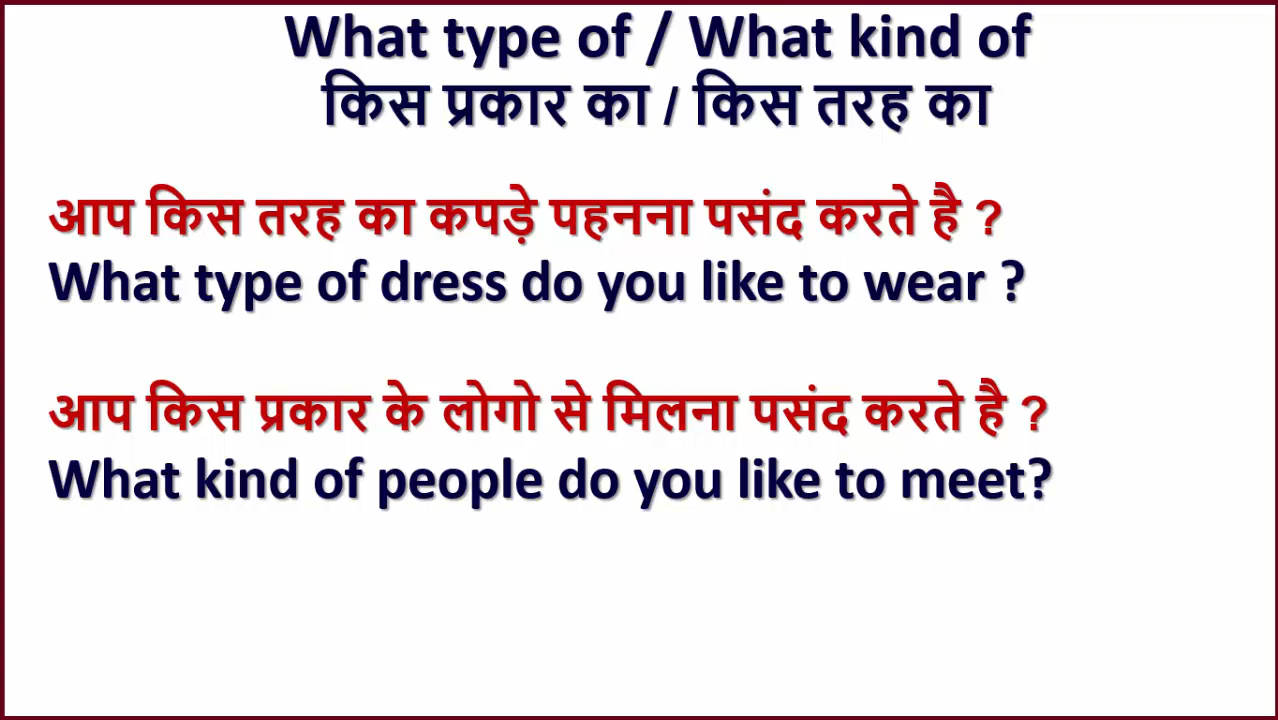 What type of / What kind of
किस प्रकार का / किस तरह का
आप किस तरह का कपड़े पहनना पसंद करते है ?
What type of dress do you like to wear ?
आप किस प्रकार के लोगो से मिलना पसंद करते है ?
What kind of people do you like to meet?